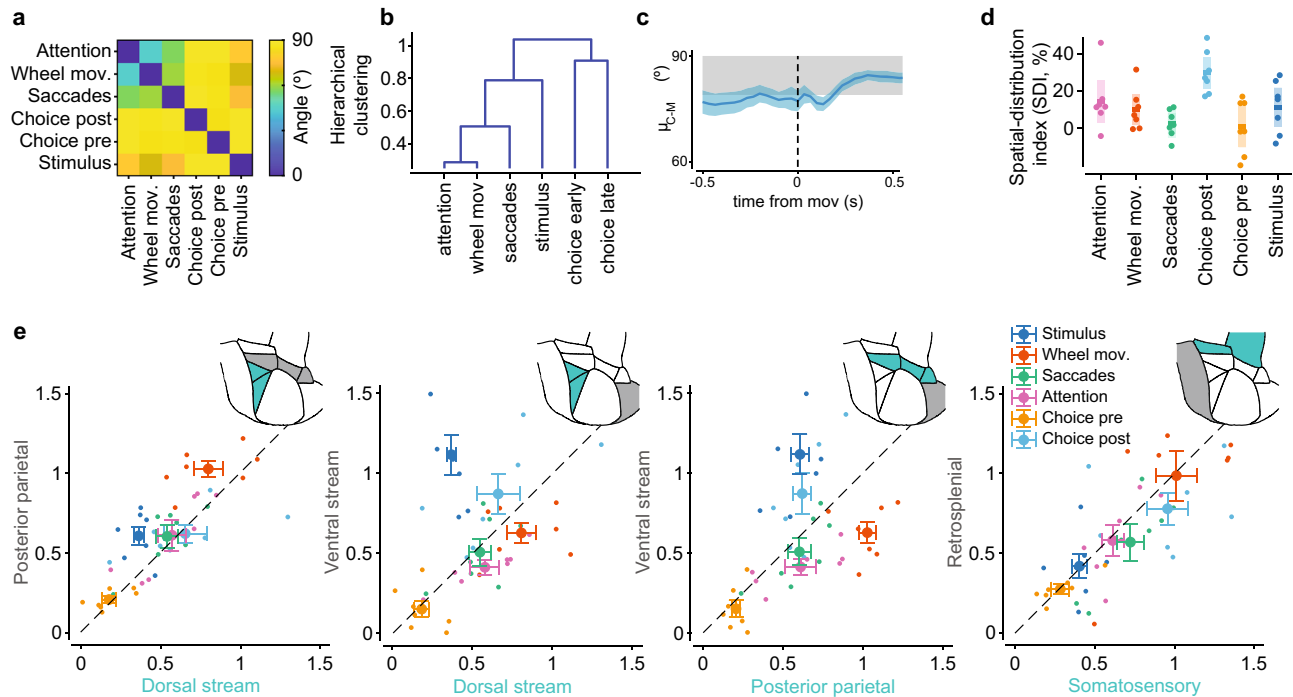 a
Attention
Wheel mov.
Saccades
Choice post
Choice pre
Stimulus
Attention
Wheel mov.
Saccades
Choice post
Choice pre
Stimulus
90
Angle (º)
0
b
Hierarchical
clustering
1
0.8
0.6
0.4
attention
wheel mov
saccades
stimulus
choice early
choice late
c
μC-M (º)
90
60
-0.5
0
0.5
time from mov (s)
d
Spatial-distribution
index (SDI, %)
40
20
0
Attention
Wheel mov.
Saccades
Choice post
Choice pre
Stimulus
e
Posterior parietal
1.5
1
0.5
0
0
0.5
1
1.5
Dorsal stream
Ventral stream
1.5
1
0.5
0
0
0.5
1
1.5
Dorsal stream
Ventral stream
1.5
1
0.5
0
0
0.5
1
1.5
Posterior parietal
Stimulus
Wheel mov.
Saccades
Attention
Choice pre
Choice post
Retrosplenial
1.5
1
0.5
0
0
0.5
1
1.5
Somatosensory